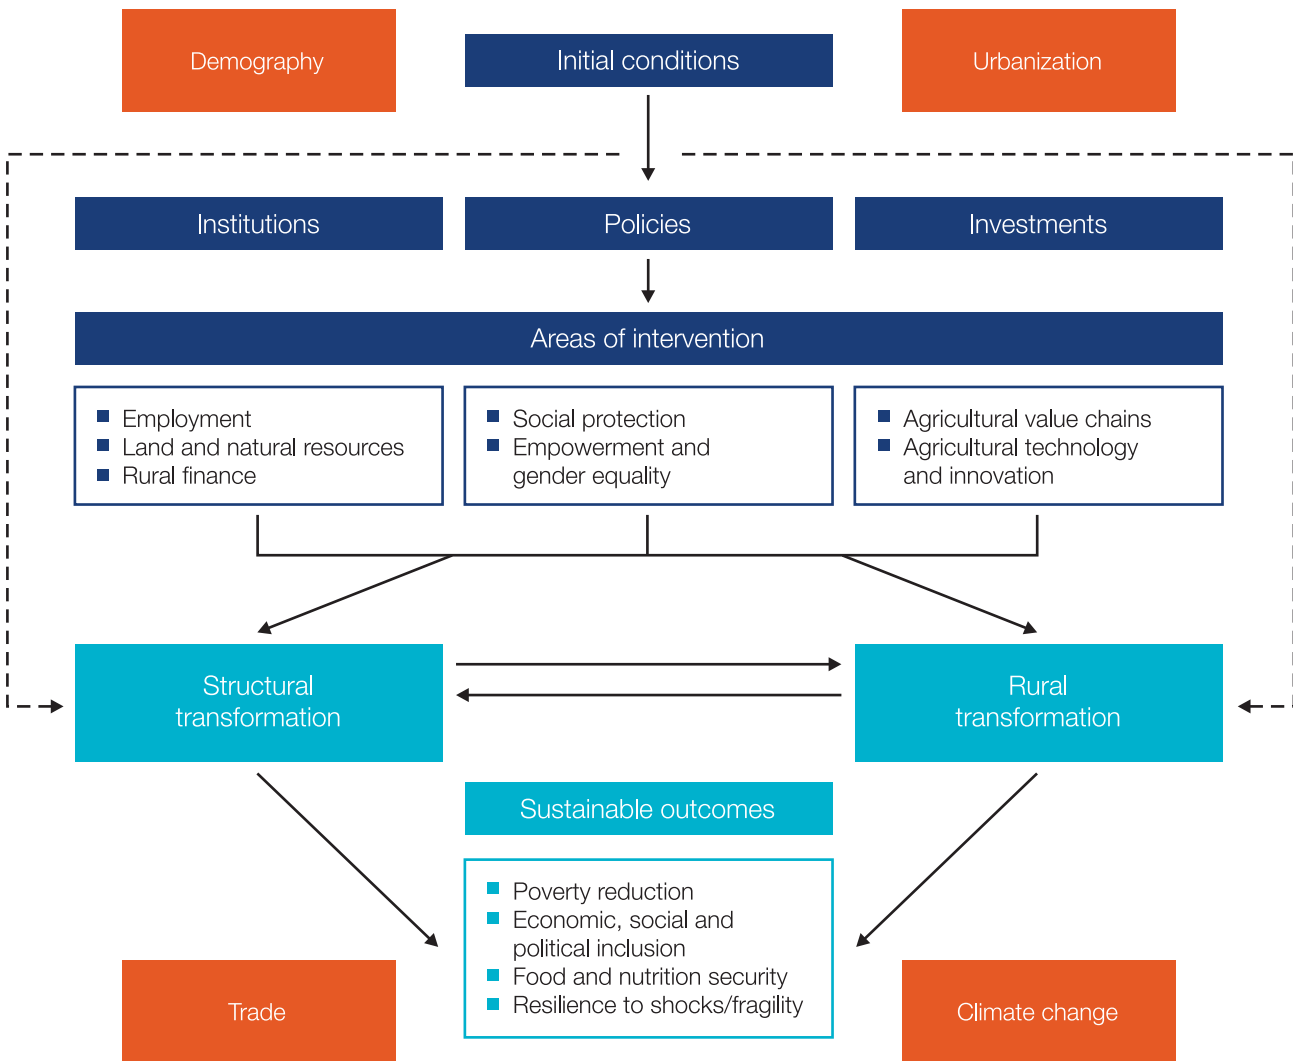 Demography
Initial conditions
Urbanization
Institutions
Policies
Investments
Areas of intervention
Employment
Land and natural resources
Rural finance
Social protection
Empowerment and
gender equality
Agricultural value chains
Agricultural technology
and innovation
Structural
transformation
Rural
transformation
Sustainable outcomes
Poverty reduction
Economic, social and
political inclusion
Food and nutrition security
Resilience to shocks/fragility
Trade
Climate change